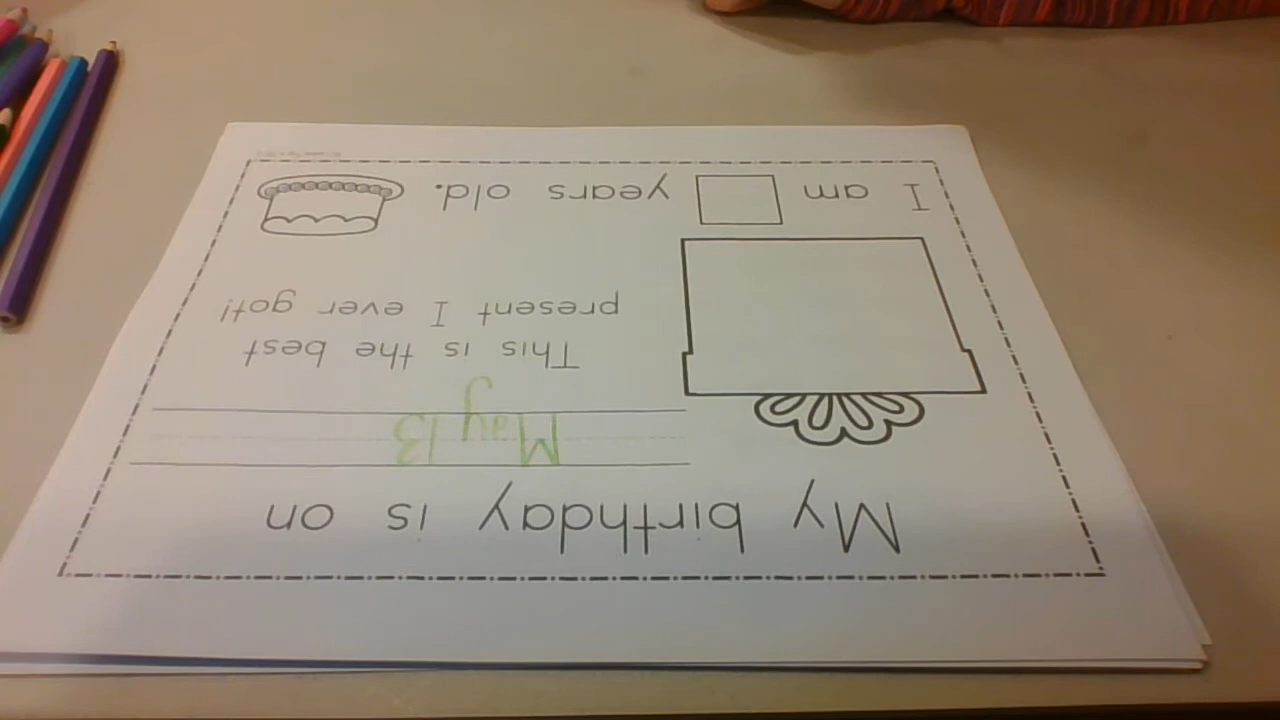 My birthday is on
May 13
This is the best
present I ever got!
I am years old.